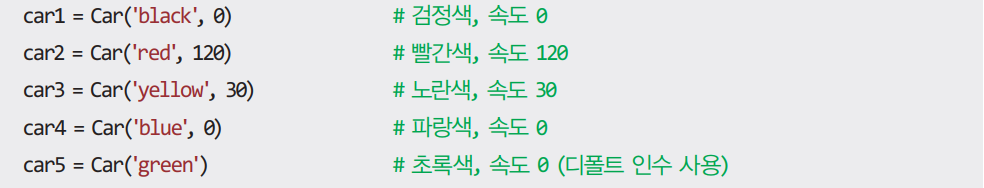 car1 = Car('black', 0) # 검정색, 속도 0
car2 = Car('red', 120) # 빨간색, 속도 120
car3 = Car('yellow', 30) # 노란색, 속도 30
car4 = Car('blue', 0) # 파랑색, 속도 0
car5 = Car('green') # 초록색, 속도 0 (디폴트 인수 사용)